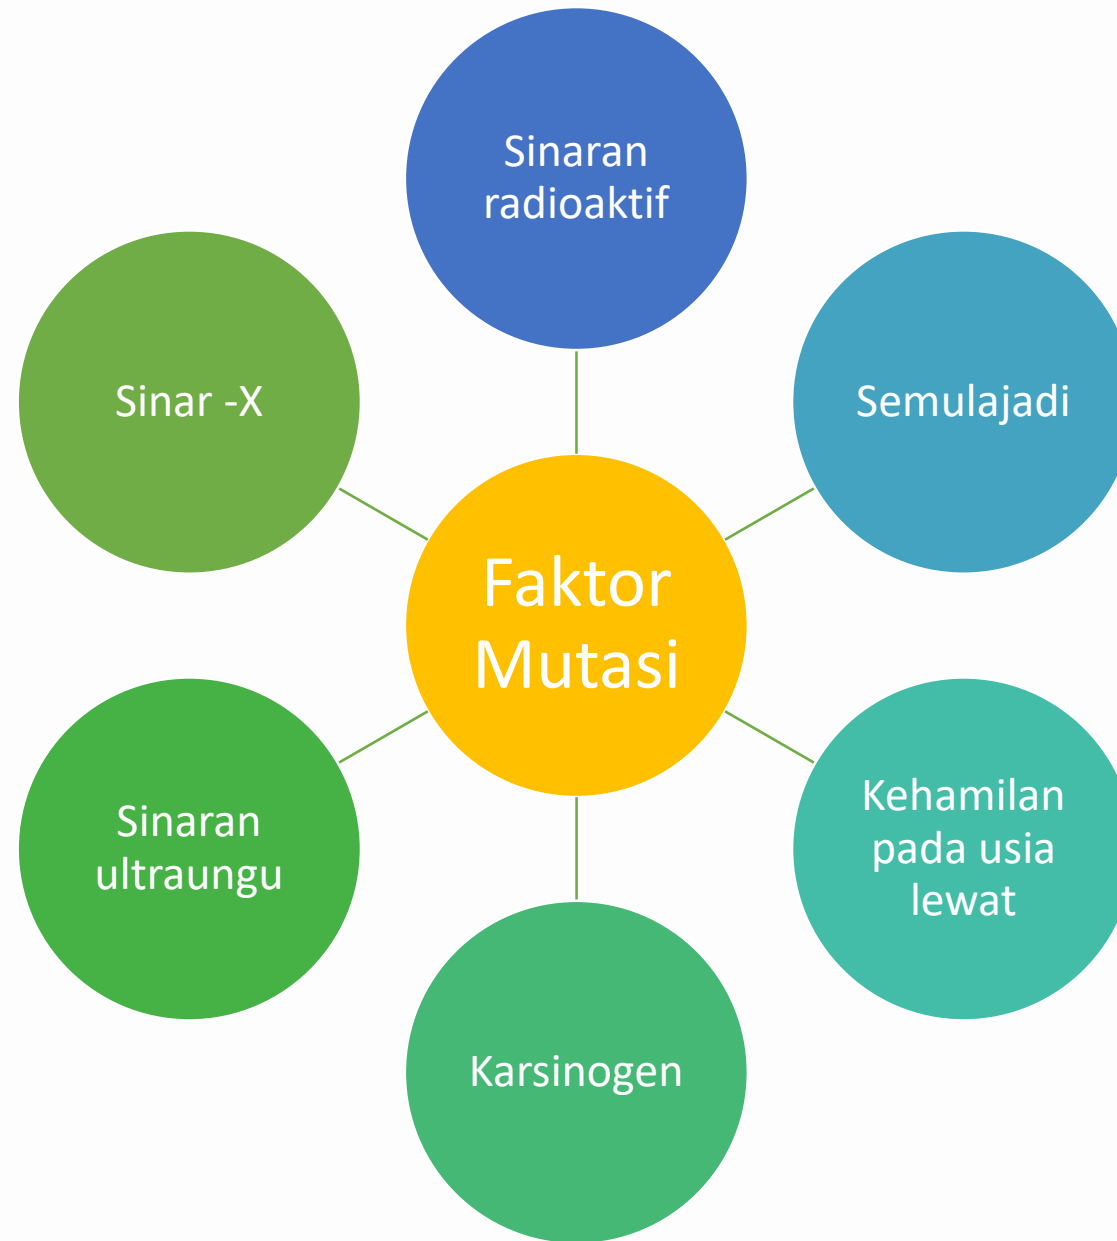 Sinaran
radioaktif
Sinar -X
Semulajadi
Faktor
Mutasi
Sinaran
ultraungu
Kehamilan
pada usia
lewat
Karsinogen